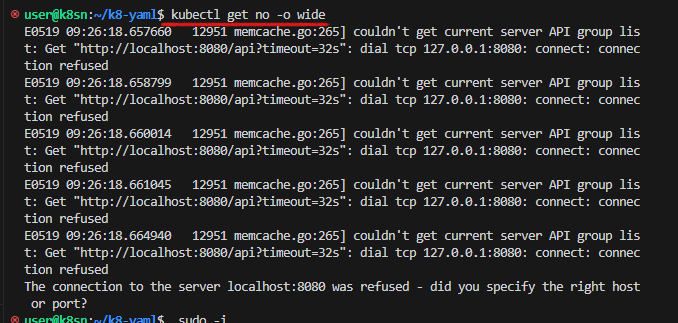 user@k8sn:~/k8-yaml$ kubectl get no -o wide
E0519 09:26:18.657660   12951 memcache.go:265] couldn't get current server API group lis
t: Get "http://localhost:8080/api?timeout=32s": dial tcp 127.0.0.1:8080: connect: connec
tion refused
E0519 09:26:18.658799   12951 memcache.go:265] couldn't get current server API group lis
t: Get "http://localhost:8080/api?timeout=32s": dial tcp 127.0.0.1:8080: connect: connec
tion refused
E0519 09:26:18.660014   12951 memcache.go:265] couldn't get current server API group lis
t: Get "http://localhost:8080/api?timeout=32s": dial tcp 127.0.0.1:8080: connect: connec
tion refused
E0519 09:26:18.661045   12951 memcache.go:265] couldn't get current server API group lis
t: Get "http://localhost:8080/api?timeout=32s": dial tcp 127.0.0.1:8080: connect: connec
tion refused
E0519 09:26:18.664940   12951 memcache.go:265] couldn't get current server API group lis
t: Get "http://localhost:8080/api?timeout=32s": dial tcp 127.0.0.1:8080: connect: connec
tion refused
The connection to the server localhost:8080 was refused - did you specify the right host
 or port?
user@k8sn:~/k8-yaml$  sudo -i